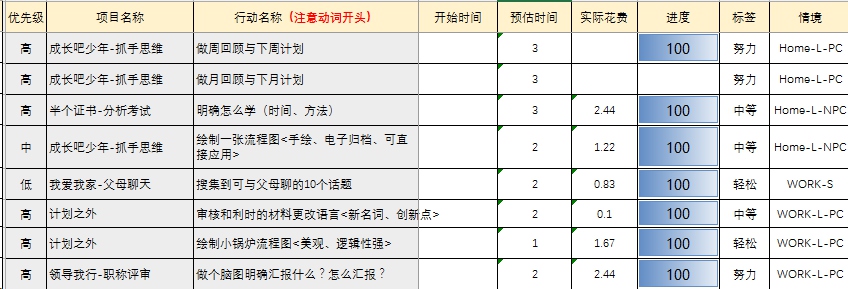 优先级 项目名称 行动名称（注意动词开头） 开始时间 预估时间 实际花费 进度 标签 情境
高 成长吧少年-抓手思维 做周回顾与下周计划 3 100 努力 Home-L-PC
高 成长吧少年-抓手思维 做月回顾与下月计划 3 努力 Home-L-PC
高 半个证书-分析考试 明确怎么学（时间、方法） 3 2.44 100 中等 Home-L-NPC
中 成长吧少年-抓手思维 绘制一张流程图<手绘、电子归档、可直
接应用> 2 1.22 100 中等 Home-L-NPC
低 我爱我家-父母聊天 搜集到可与父母聊的10个话题 2 0.83 100 轻松 WORK-S
高 计划之外 审核和利时的材料更改语言<新名词、创新点> 2 0.1 100 中等 WORK-L-PC
高 计划之外 绘制小锅炉流程图<美观、逻辑性强> 1 1.67 100 轻松 WORK-L-PC
高 领导我行-职称评审 做个脑图明确汇报什么？怎么汇报？ 2 2.44 100 努力 WORK-L-PC